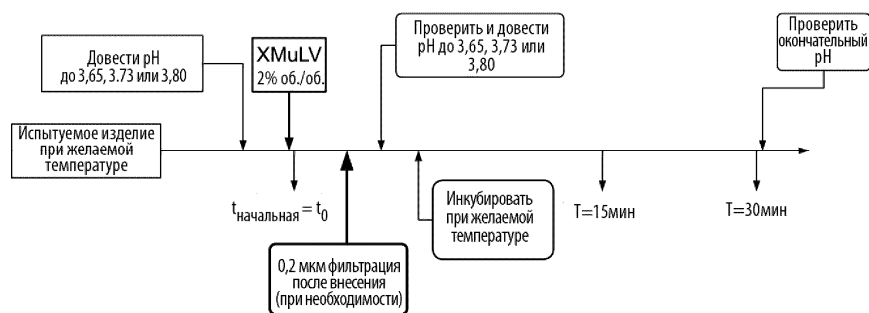 Довести pH
до 3,65, 3.73 или 3,80
XMuLV
2% об./об.
Проверить и довести
pH до 3,65, 3,73 или
3,80
Проверить
окончательный
pH
Испытуемое изделие
при желаемой
температуре
tначальная = t0
0,2 мкм фильтрация
после внесения
(при необходимости)
Инкубировать
при желаемой
температуре
T=15мин
T=30мин